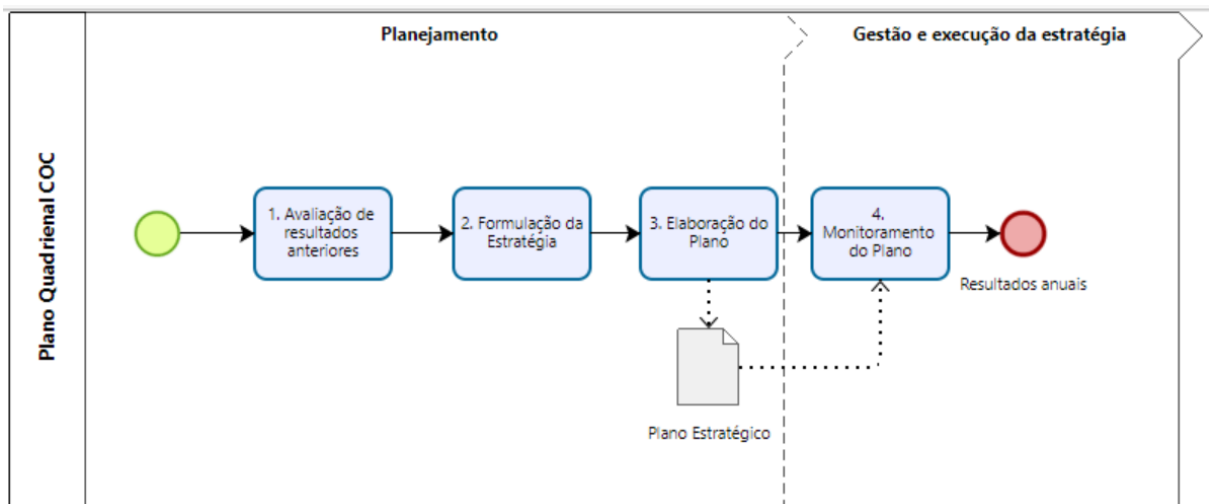 Planejamento
Gestão e execução da estratégia
Plano Quadrienal COC
1. Avaliação de
resultados
anteriores
2. Formulação da
Estratégia
3. Elaboração do
Plano
4.
Monitoramento
do Plano
Resultados anuais
Plano Estratégico